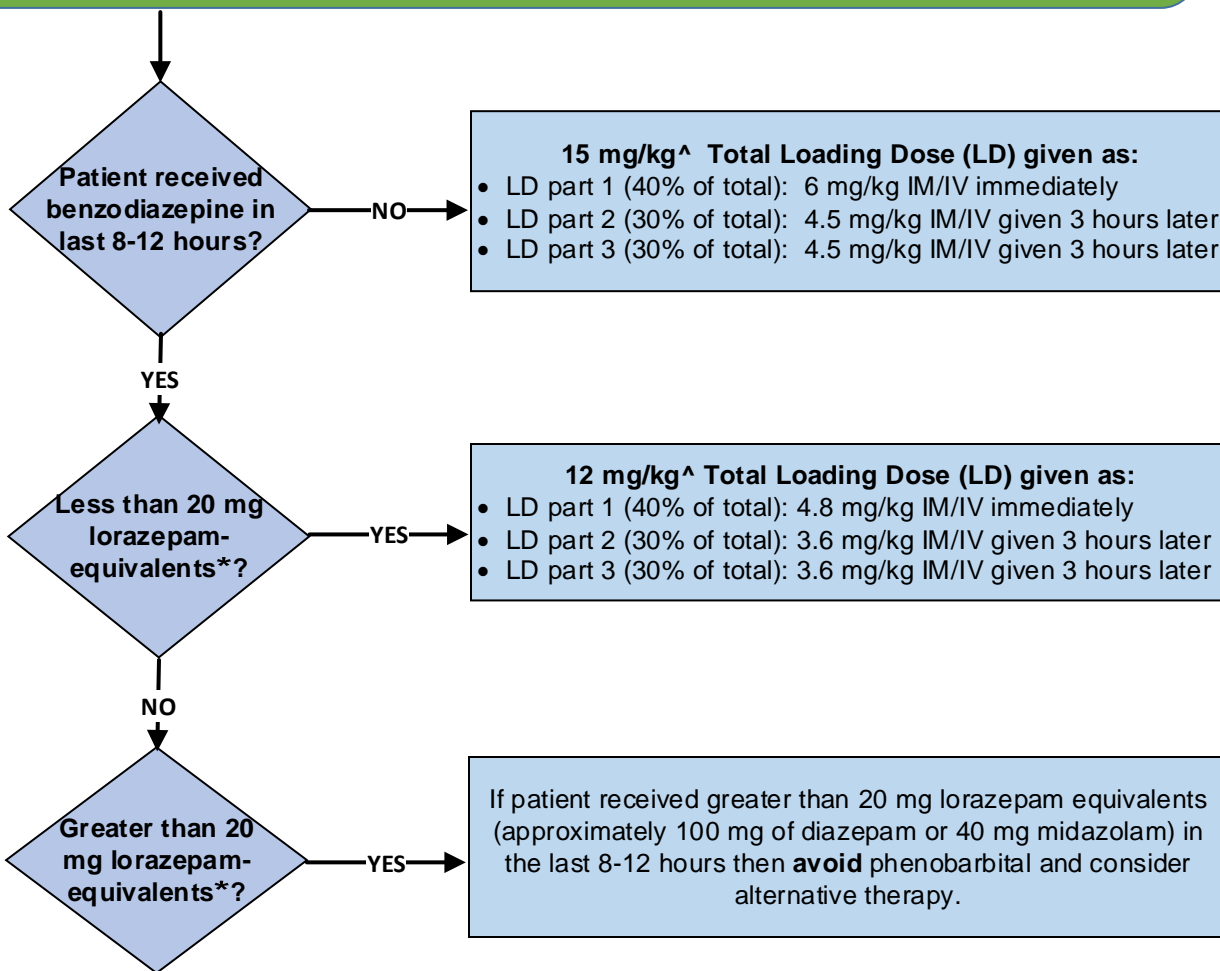 Patient received
benzodiazepine in
last 8-12 hours?
NO
15 mg/kg^ Total Loading Dose (LD) given as:
• LD part 1 (40% of total): 6 mg/kg IM/IV immediately
• LD part 2 (30% of total): 4.5 mg/kg IM/IV given 3 hours later
• LD part 3 (30% of total): 4.5 mg/kg IM/IV given 3 hours later
YES
Less than 20 mg
lorazepam-
equivalents*?
YES
12 mg/kg^ Total Loading Dose (LD) given as:
• LD part 1 (40% of total): 4.8 mg/kg IM/IV immediately
• LD part 2 (30% of total): 3.6 mg/kg IM/IV given 3 hours later
• LD part 3 (30% of total): 3.6 mg/kg IM/IV given 3 hours later
NO
Greater than 20
mg lorazepam-
equivalents*?
YES
If patient received greater than 20 mg lorazepam equivalents
(approximately 100 mg of diazepam or 40 mg midazolam) in
the last 8-12 hours then avoid phenobarbital and consider
alternative therapy.